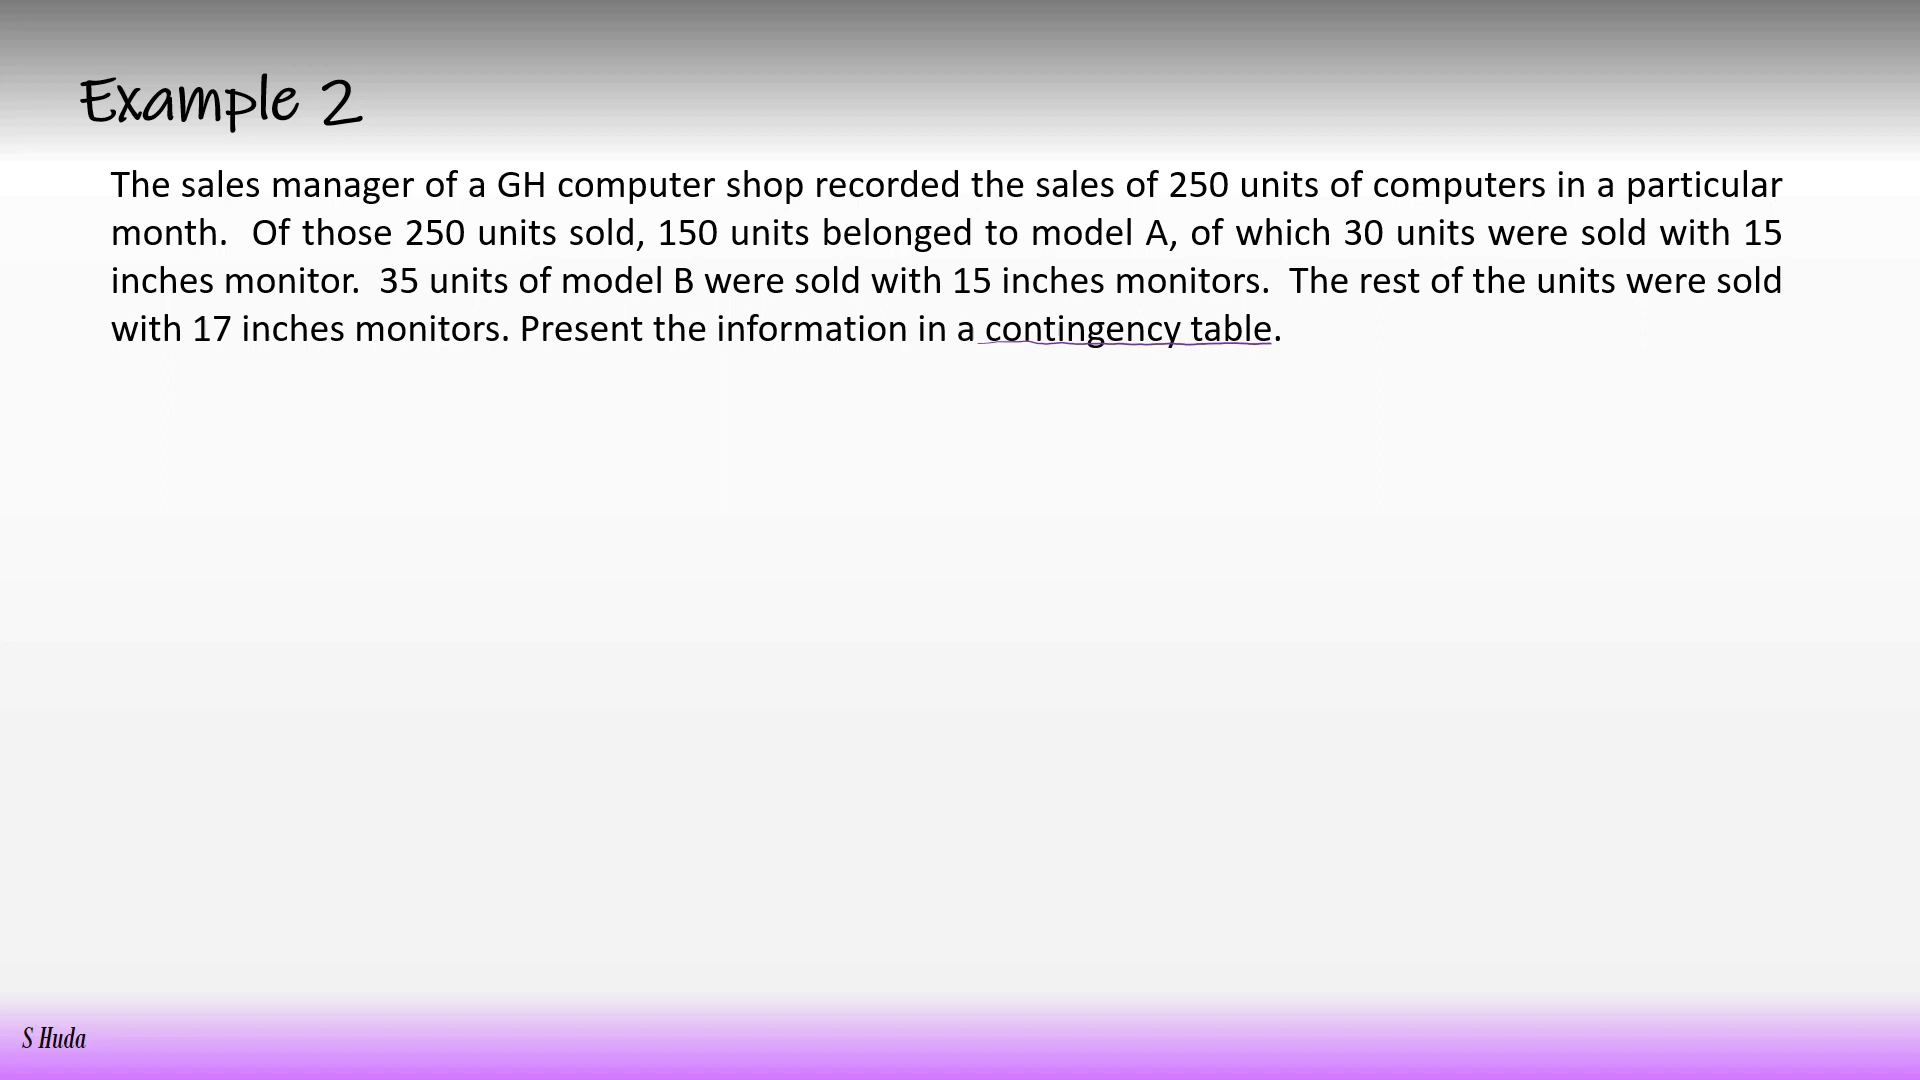 Example 2
The sales manager of a GH computer shop recorded the sales of 250 units of computers in a particular
month. Of those 250 units sold, 150 units belonged to model A, of which 30 units were sold with 15
inches monitor. 35 units of model B were sold with 15 inches monitors. The rest of the units were sold
with 17 inches monitors. Present the information in a contingency table.
S Huda